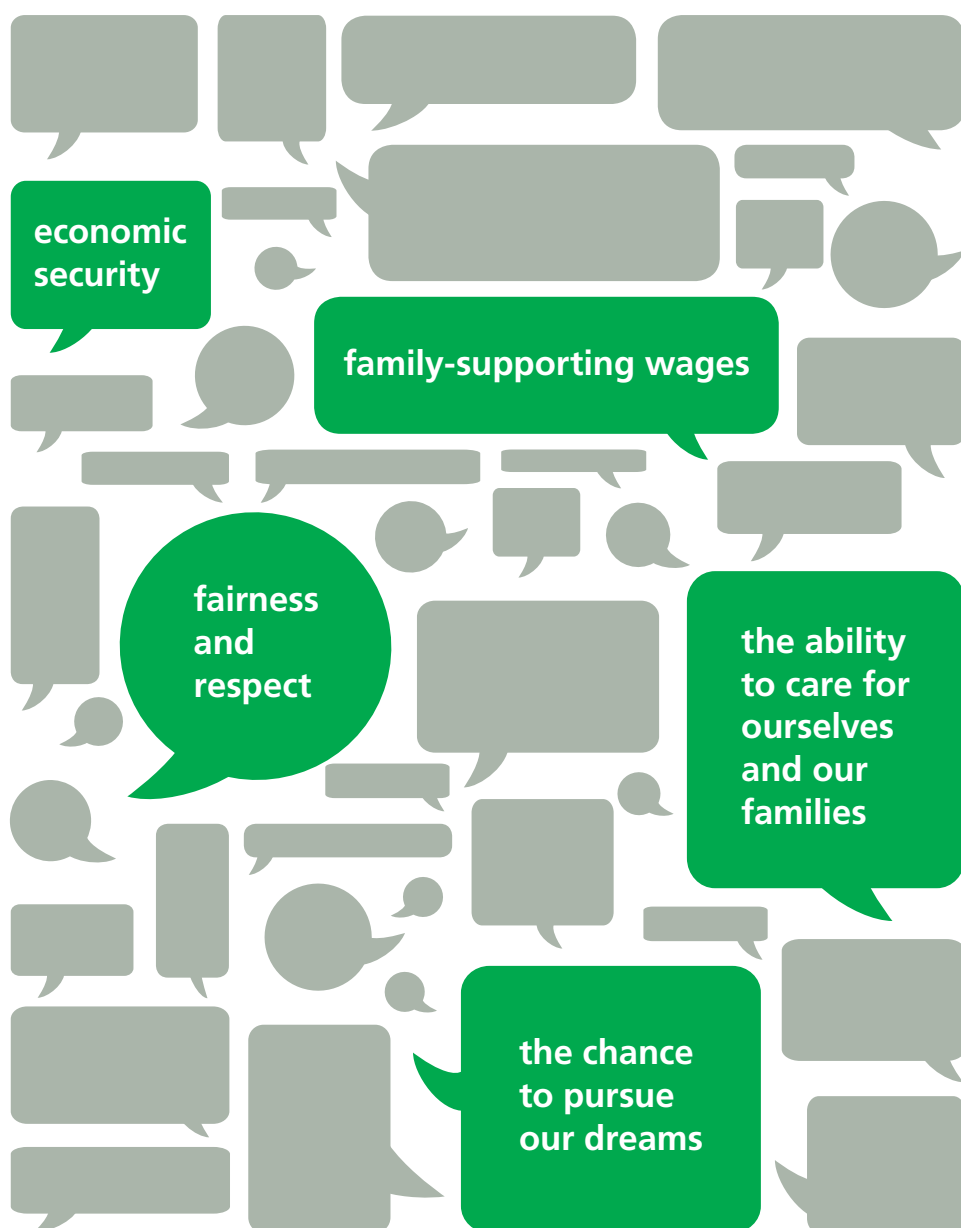 economic
security
family-supporting wages
fairness
and
respect
the ability
to care for
ourselves
and our
families
the chance
to pursue
our dreams